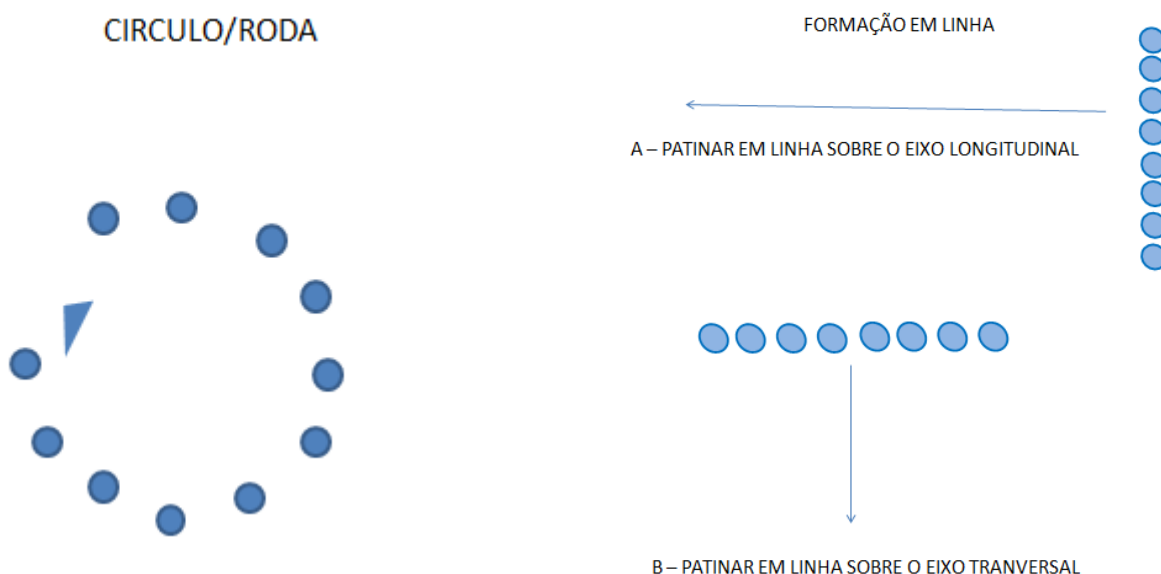 CIRCULO/RODA
FORMAÇÃO EM LINHA
A – PATINAR EM LINHA SOBRE O EIXO LONGITUDINAL
B – PATINAR EM LINHA SOBRE O EIXO TRANVERSAL